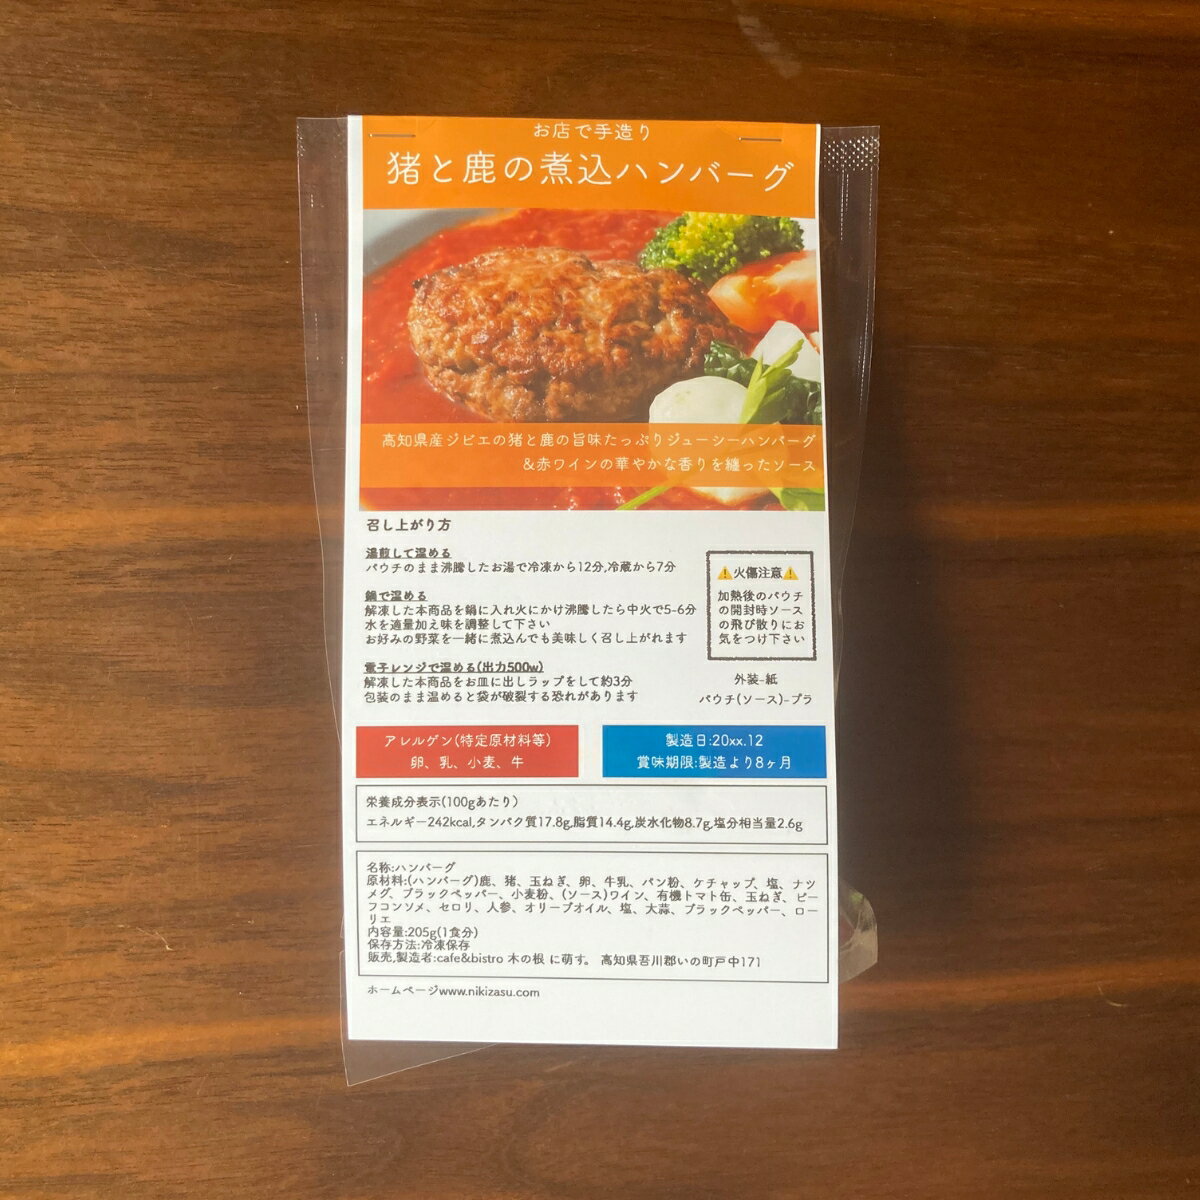 お店で手造り
猪と鹿の煮込ハンバーグ
高知県産ジビエの猪と鹿の旨味たっぷりジューシーハンバーグ
&赤ワインの華やかな香りを纏ったソース
召し上がり方
湯煎して温める
パウチのまま沸騰したお湯で冷凍から12分,冷蔵から7分
鍋で温める
解凍した本商品を鍋に入れ火にかけ沸騰したら中火で5-6分
水を適量加え味を調整して下さい
お好みの野菜を一緒に煮込んでも美味しく召し上がれます
電子レンジで温める(出力500w)
解凍した本商品をお皿に出しラップをして約3分
包装のまま温めると袋が破裂する恐れがあります
⚠火傷注意⚠
加熱後のパウチ
の開封時ソース
の飛び散りにお
気をつけ下さい
外装-紙
パウチ(ソース)-プラ
アレルゲン(特定原材料等)
卵、乳、小麦、牛
製造日:20xx.12
賞味期限:製造より8ヶ月
栄養成分表示(100gあたり)
エネルギー242kcal,タンパク質17.8g,脂質14.4g,炭水化物8.7g,塩分相当量2.6g
名称:ハンバーグ
原材料:(ハンバーグ)鹿、猪、玉ねぎ、卵、牛乳、パン粉、ケチャップ、塩、ナツ
メグ、ブラックペッパー、小麦粉、(ソース)ワイン、有機トマト缶、玉ねぎ、ビー
フコンソメ、セロリ、人参、オリーブオイル、塩、大蒜、ブラックペッパー、ロー
リエ
内容量:205g(1食分)
保存方法:冷凍保存
販売,製造者:cafe&bistro 木の根 に萌す。 高知県吾川郡いの町戸中171
ホームページwww.nikizasu.com